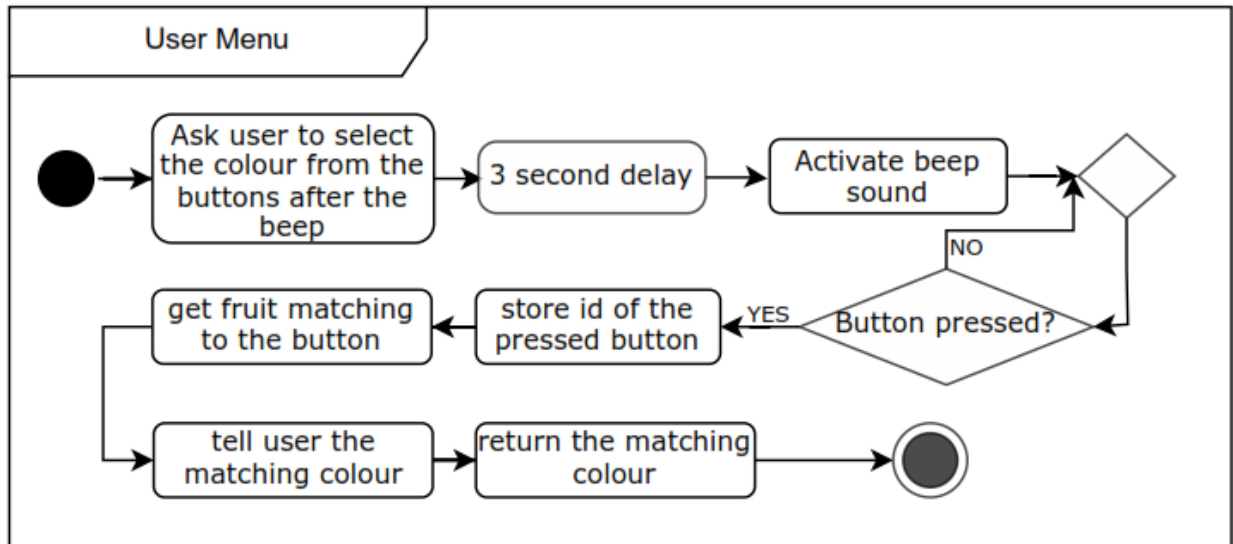 User Menu
Ask user to select
the colour from the
buttons after the
beep
3 second delay
Activate beep
sound
NO
Button pressed?
YES
store id of the
pressed button
get fruit matching
to the button
tell user the
matching colour
return the matching
colour